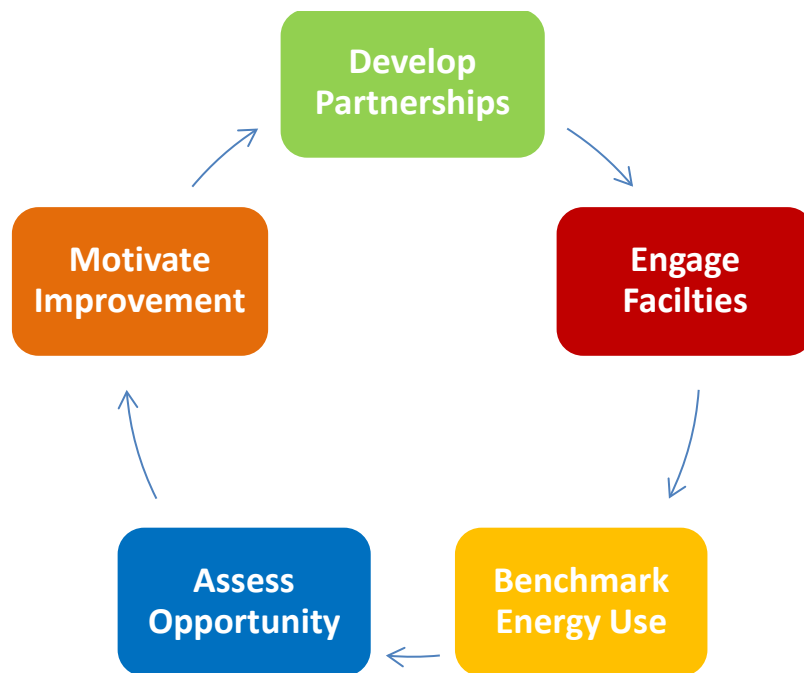 Develop
Partnerships
Engage
Facilties
Benchmark
Energy Use
Assess
Opportunity
Motivate
Improvement